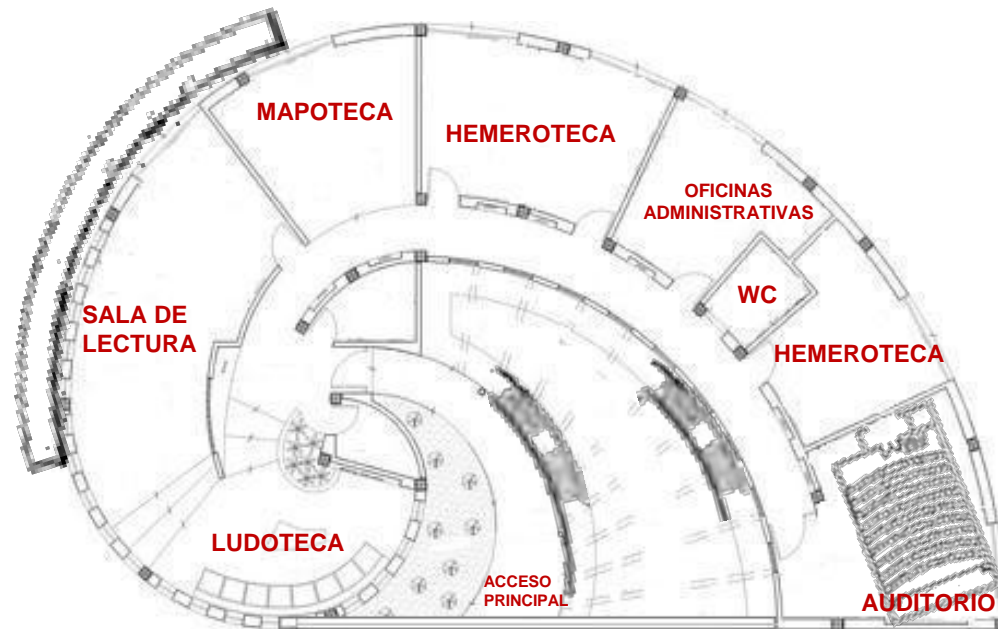 MAPOTECA
HEMEROTECA
OFICINAS
ADMINISTRATIVAS
WC
SALA DE
LECTURA
HEMEROTECA
LUDOTECA
ACCESO
PRINCIPAL
AUDITORIO